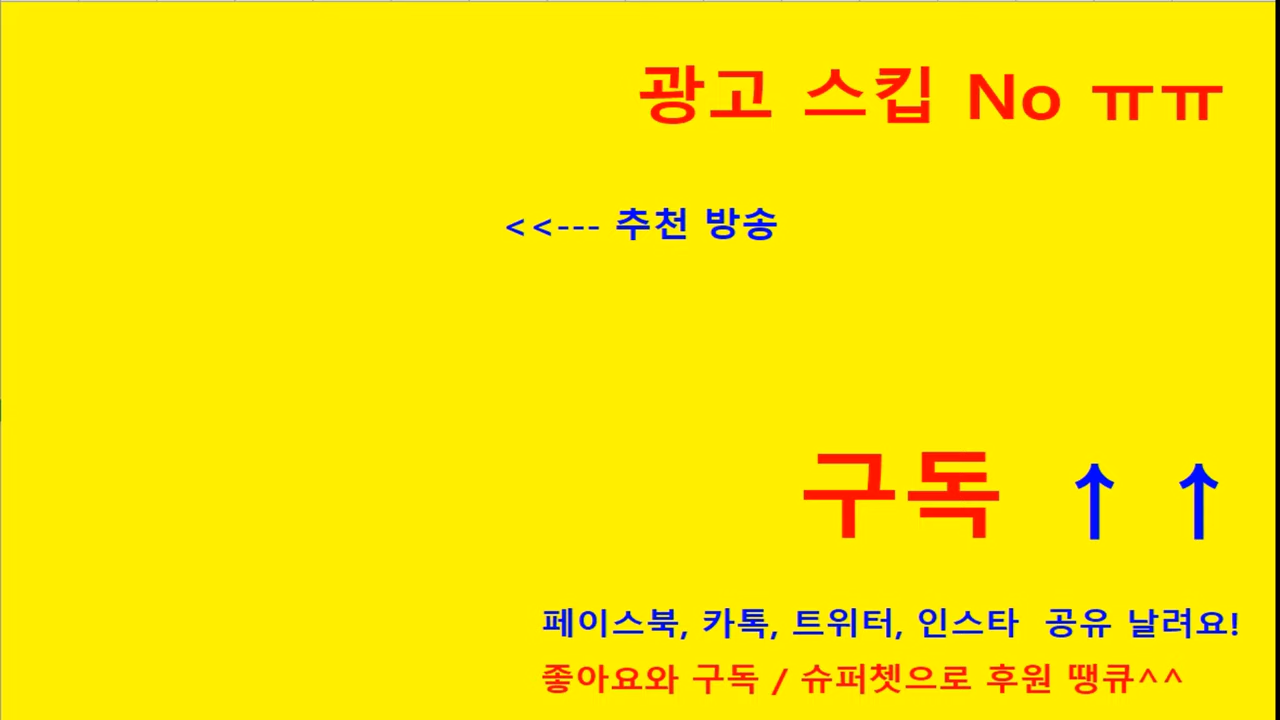 광고 스킵 No ㅠㅠ
<<--- 추천 방송
구독 ↑ ↑
페이스북, 카톡, 트위터, 인스타 공유 날려요!
좋아요와 구독 / 슈퍼쳇으로 후원 땡큐^^